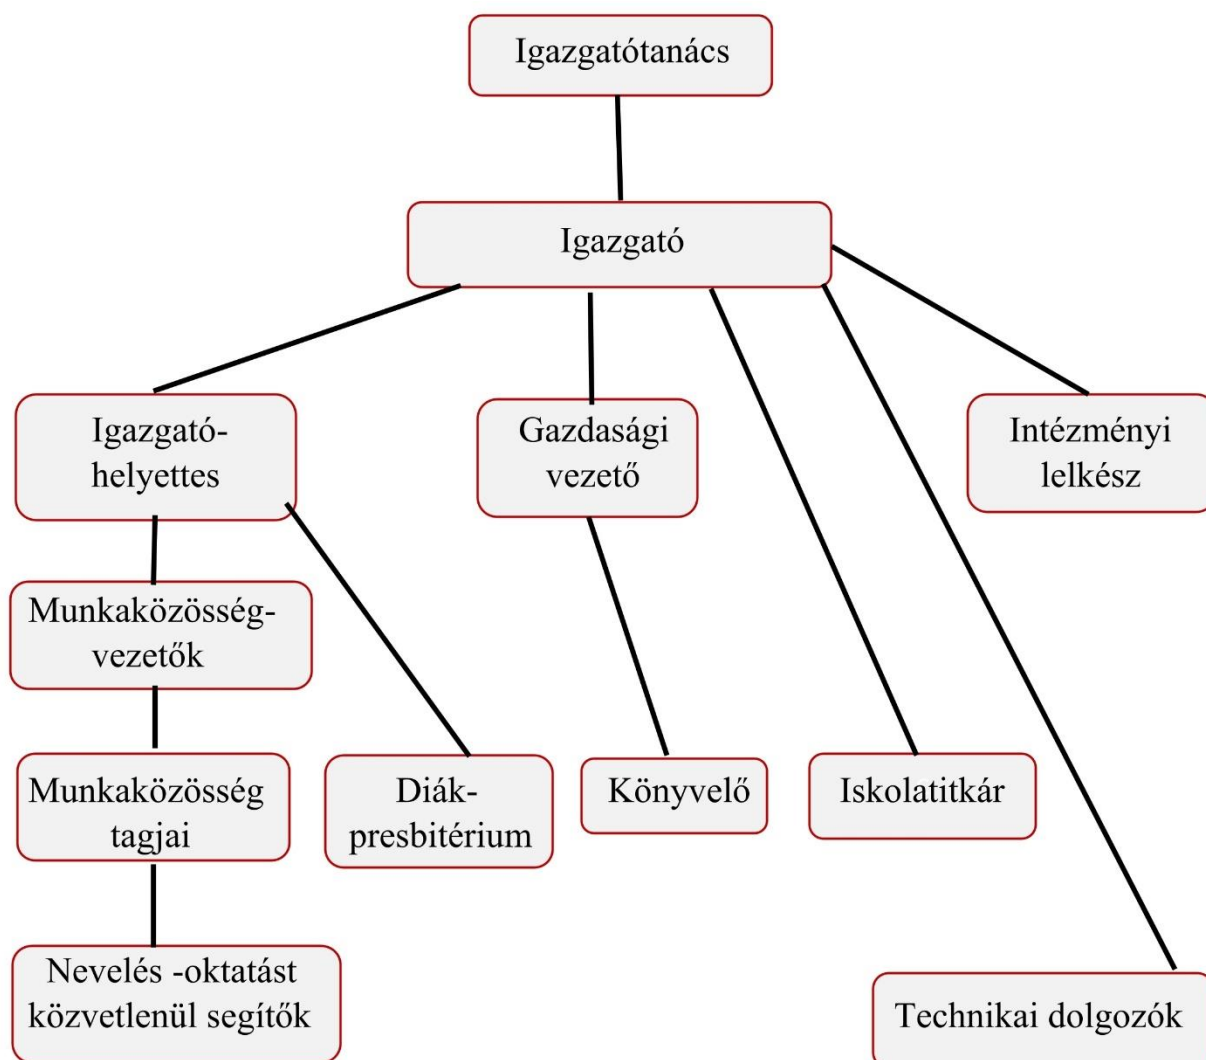 Igazgatótanács
Igazgató
Igazgató-
helyettes
Gazdasági
vezető
Intézményi
lelkész
Munkaközösség-
vezetők
Munkaközösség
tagjai
Diák-
presbitérium
Könyvelő
Iskolatitkár
Nevelés -oktatást
közvetlenül segítők
Technikai dolgozók